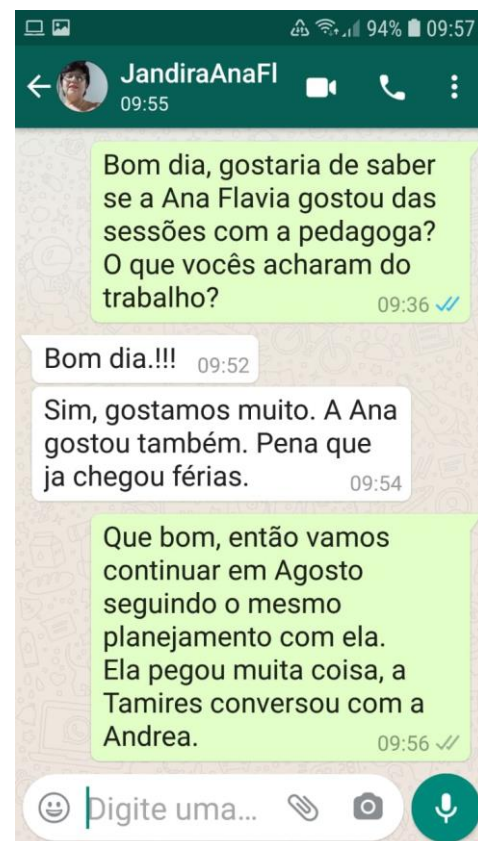 94% 09:57
JandiraAnaFl
09:55
Bom dia, gostaria de saber
se a Ana Flavia gostou das
sessões com a pedagoga?
O que vocês acharam do
trabalho?
09:36
Bom dia.!!! 09:52
Sim, gostamos muito. A Ana
gostou também. Pena que
ja chegou férias.
09:54
Que bom, então vamos
continuar em Agosto
seguindo o mesmo
planejamento com ela.
Ela pegou muita coisa, a
Tamires conversou com a
Andrea.
09:56
Digite uma...